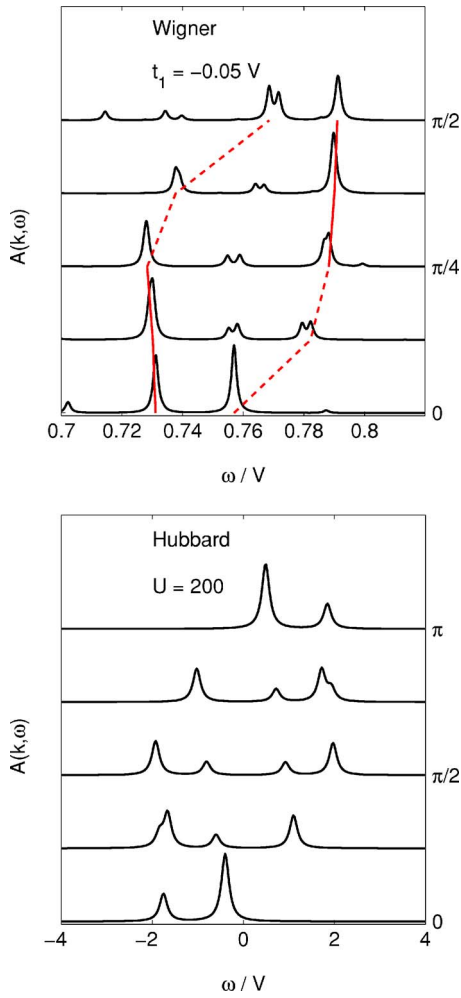 Wigner
t₁ = −0.05 V
A(k,ω)
π/2
π/4
0
0.7 0.72 0.74 0.76 0.78 0.8
ω / V
Hubbard
U = 200
A(k,ω)
π
π/2
0
−4 −2 0 2 4
ω / V